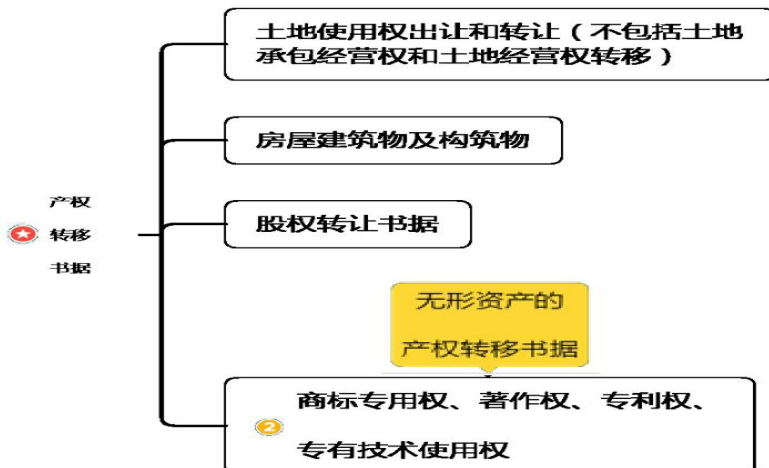 土地使用权出让和转让（不包括土地
承包经营权和土地经营权转移）
房屋建筑物及构筑物
产权
转移
书据
股权转让书据
无形资产的
产权转移书据
商标专用权、著作权、专利权、
2
专有技术使用权